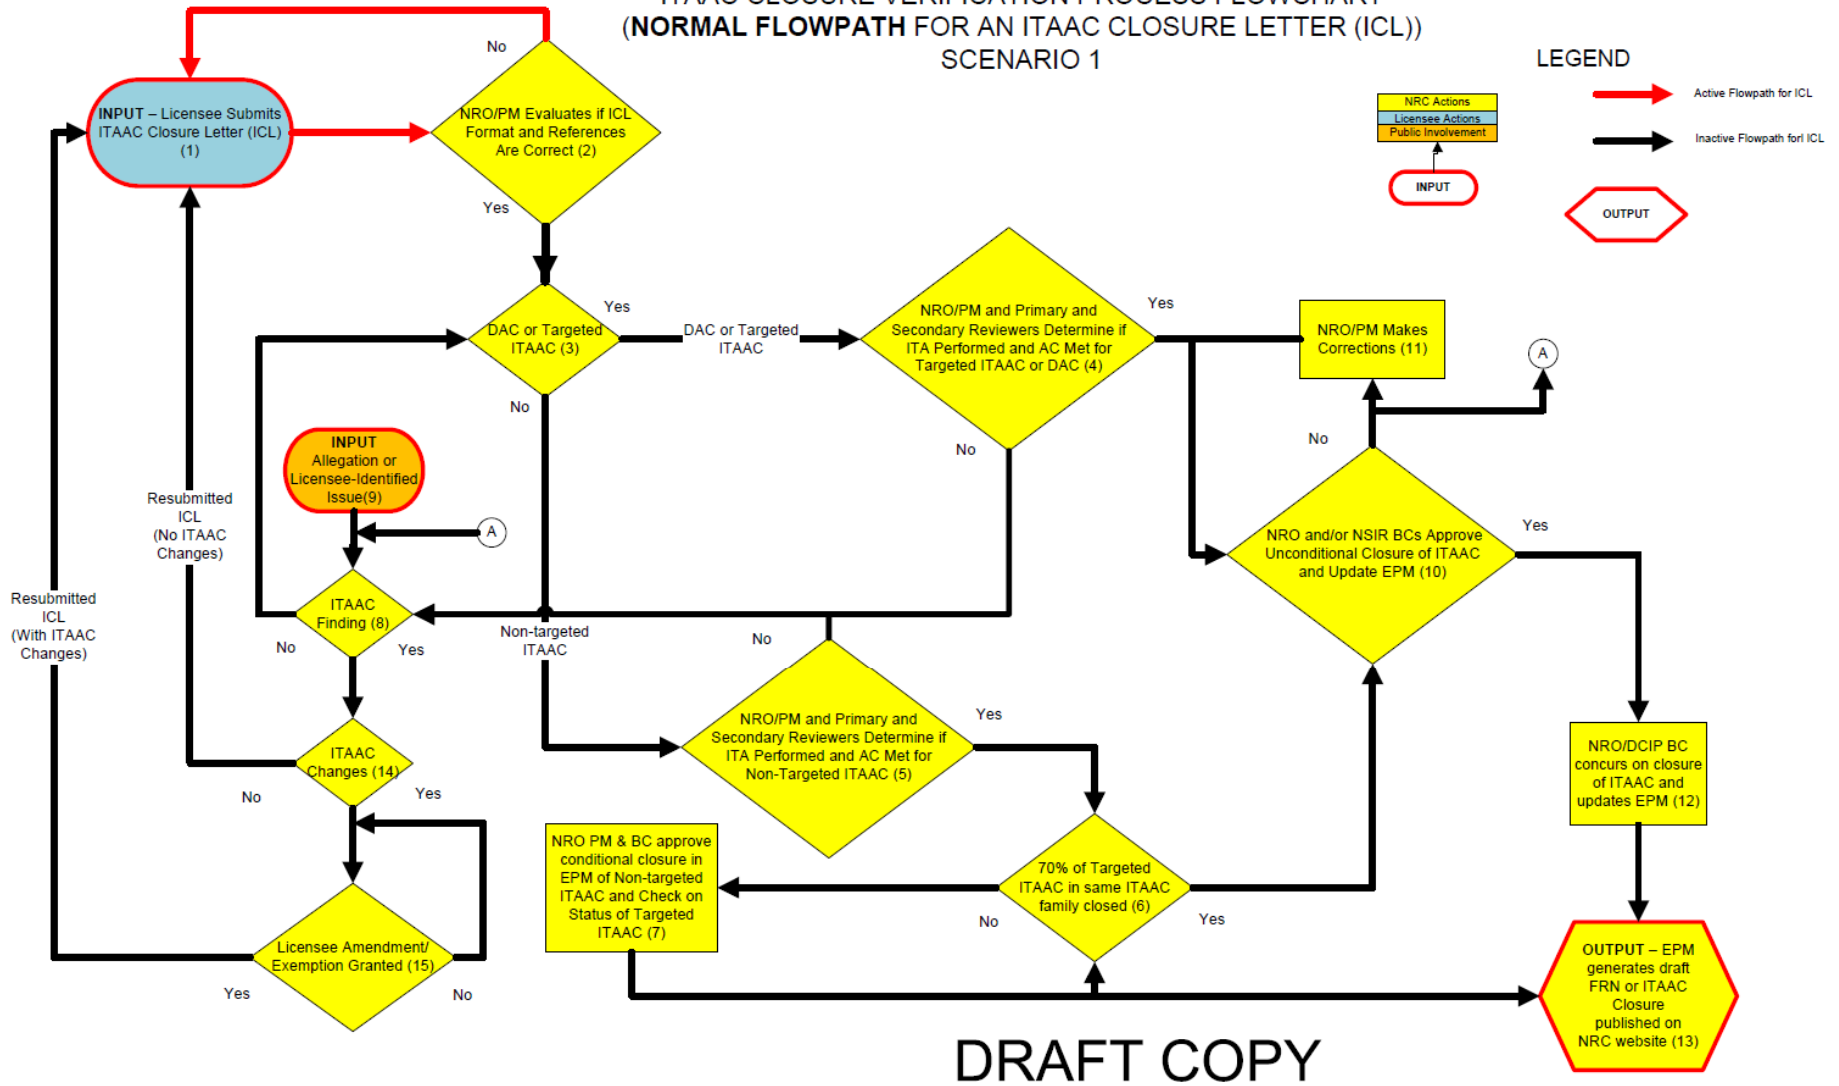 ITAAC CLOSURE VERIFICATION PROCESS FLOWCHART
(NORMAL FLOWPATH FOR AN ITAAC CLOSURE LETTER (ICL))
SCENARIO 1
LEGEND
NRC Actions
Licensee Actions
Public Involvement
INPUT
Active Flowpath for ICL
Inactive Flowpath forI ICL
OUTPUT
No
INPUT – Licensee Submits
ITAAC Closure Letter (ICL)
(1)
NRO/PM Evaluates if ICL
Format and References
Are Correct (2)
Yes
DAC or Targeted
ITAAC (3)
Yes
DAC or Targeted
ITAAC
No
NRO/PM and Primary and
Secondary Reviewers Determine if
ITA Performed and AC Met for
Targeted ITAAC or DAC (4)
Yes
No
NRO/PM Makes
Corrections (11)
A
No
INPUT
Allegation or
Licensee-Identified
Issue(9)
A
Resubmitted
ICL
(No ITAAC
Changes)
Resubmitted
ICL
(With ITAAC
Changes)
NRO and/or NSIR BCs Approve
Unconditional Closure of ITAAC
and Update EPM (10)
Yes
ITAAC
Finding (8)
No
Yes
Non-targeted
ITAAC
No
NRO/PM and Primary and
Secondary Reviewers Determine if
ITA Performed and AC Met for
Non-Targeted ITAAC (5)
Yes
ITAAC
Changes (14)
No
Yes
NRO/DCIP BC
concurs on closure
of ITAAC and
updates EPM (12)
NRO PM & BC approve
conditional closure in
EPM of Non-targeted
ITAAC and Check on
Status of Targeted
ITAAC (7)
70% of Targeted
ITAAC in same ITAAC
family closed (6)
No
Yes
Licensee Amendment/
Exemption Granted (15)
Yes
No
OUTPUT – EPM
generates draft
FRN or ITAAC
Closure
published on
NRC website (13)
DRAFT COPY